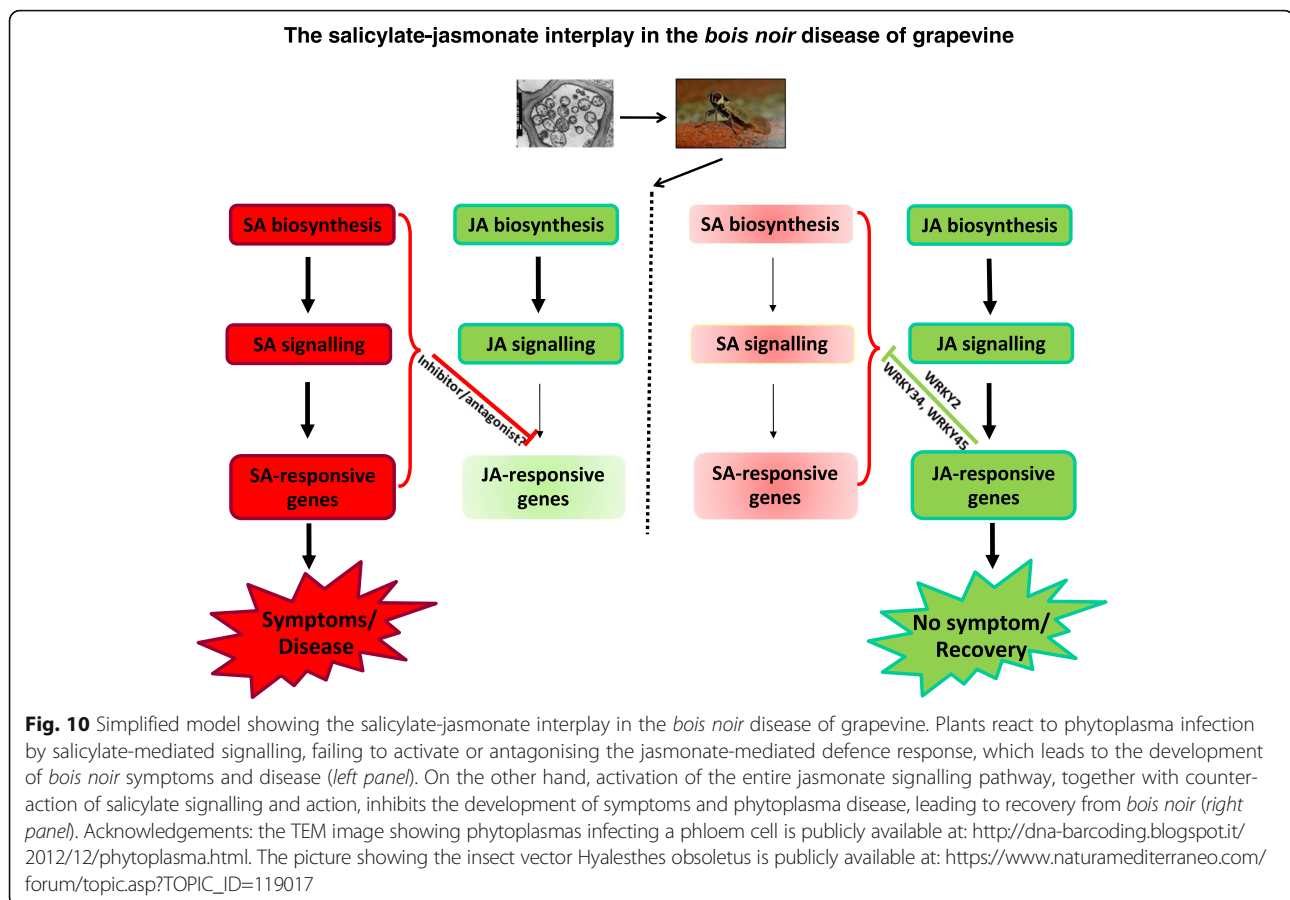 The salicylate-jasmonate interplay in the bois noir disease of grapevine
SA biosynthesis
JA biosynthesis
SA biosynthesis
JA biosynthesis
SA signalling
JA signalling
SA signalling
JA signalling
Inhibitor/antagonist?
WRKY2
WRKY34, WRKY45
SA-responsive
genes
JA-responsive
genes
SA-responsive
genes
JA-responsive
genes
Symptoms/
Disease
No symptom/
Recovery
Fig. 10 Simplified model showing the salicylate-jasmonate interplay in the bois noir disease of grapevine. Plants react to phytoplasma infection
by salicylate-mediated signalling, failing to activate or antagonising the jasmonate-mediated defence response, which leads to the development
of bois noir symptoms and disease (left panel). On the other hand, activation of the entire jasmonate signalling pathway, together with counter-
action of salicylate signalling and action, inhibits the development of symptoms and phytoplasma disease, leading to recovery from bois noir (right
panel). Acknowledgements: the TEM image showing phytoplasmas infecting a phloem cell is publicly available at: http://dna-barcoding.blogspot.it/
2012/12/phytoplasma.html. The picture showing the insect vector Hyalesthes obsoletus is publicly available at: https://www.naturamediterraneo.com/
forum/topic.asp?TOPIC_ID=119017